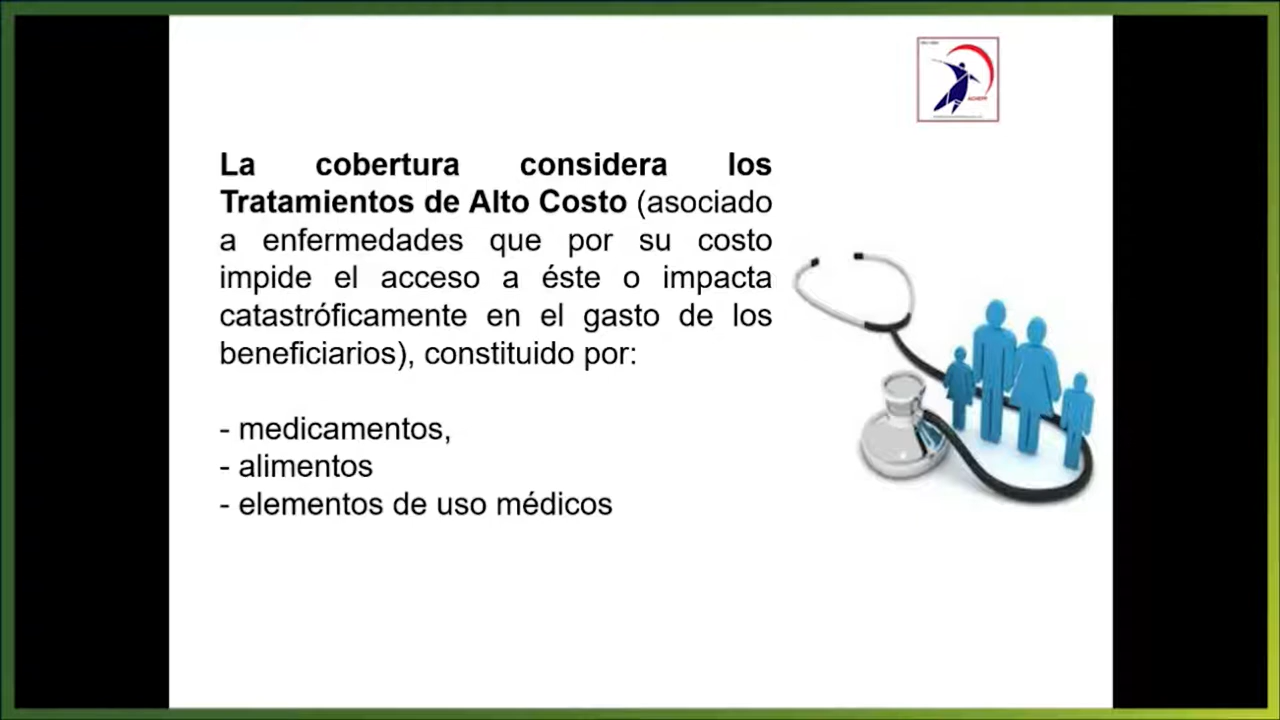 ACHEPP
La cobertura considera los
Tratamientos de Alto Costo (asociado
a enfermedades que por su costo
impide el acceso a éste o impacta
catastróficamente en el gasto de los
beneficiarios), constituido por:
- medicamentos,
- alimentos
- elementos de uso médicos